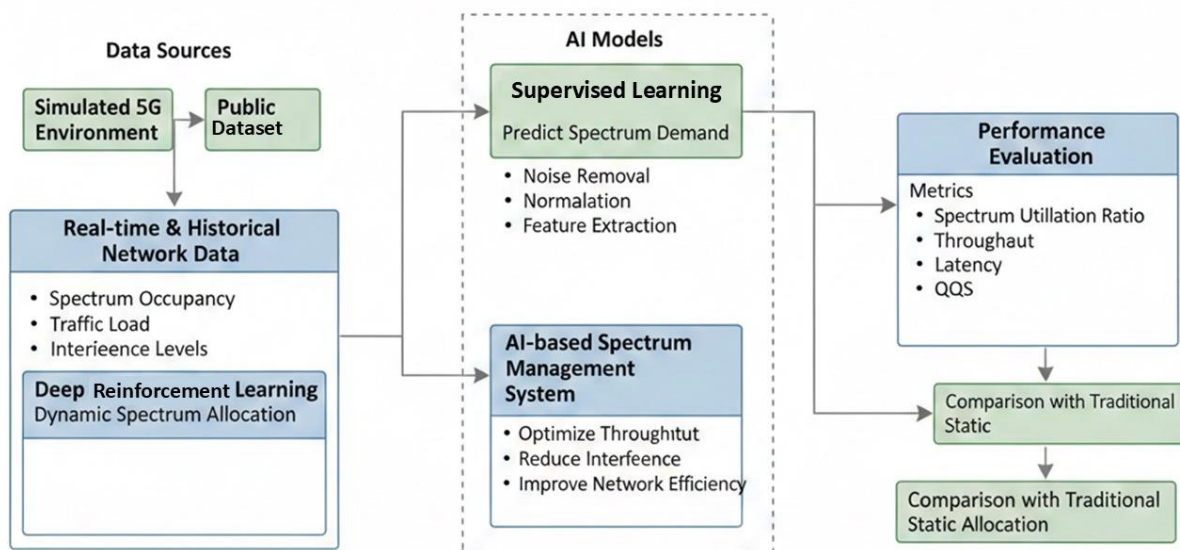 Data Sources
Simulated 5G
Environment
Public
Dataset
Real-time & Historical
Network Data
• Spectrum Occupancy
• Traffic Load
• Interieence Levels
Deep Reinforcement Learning
Dynamic Spectrum Allocation
AI Models
Supervised Learning
Predict Spectrum Demand
• Noise Removal
• Normalation
• Feature Extraction
AI-based Spectrum
Management
System
• Optimize Throughtut
• Reduce Interfeence
• Improve Network Efficiency
Performance
Evaluation
Metrics
• Spectrum Utillation Ratio
• Throughaut
• Latency
• QQS
Comparison with Traditional
Static
Comparison with Traditional
Static Allocation